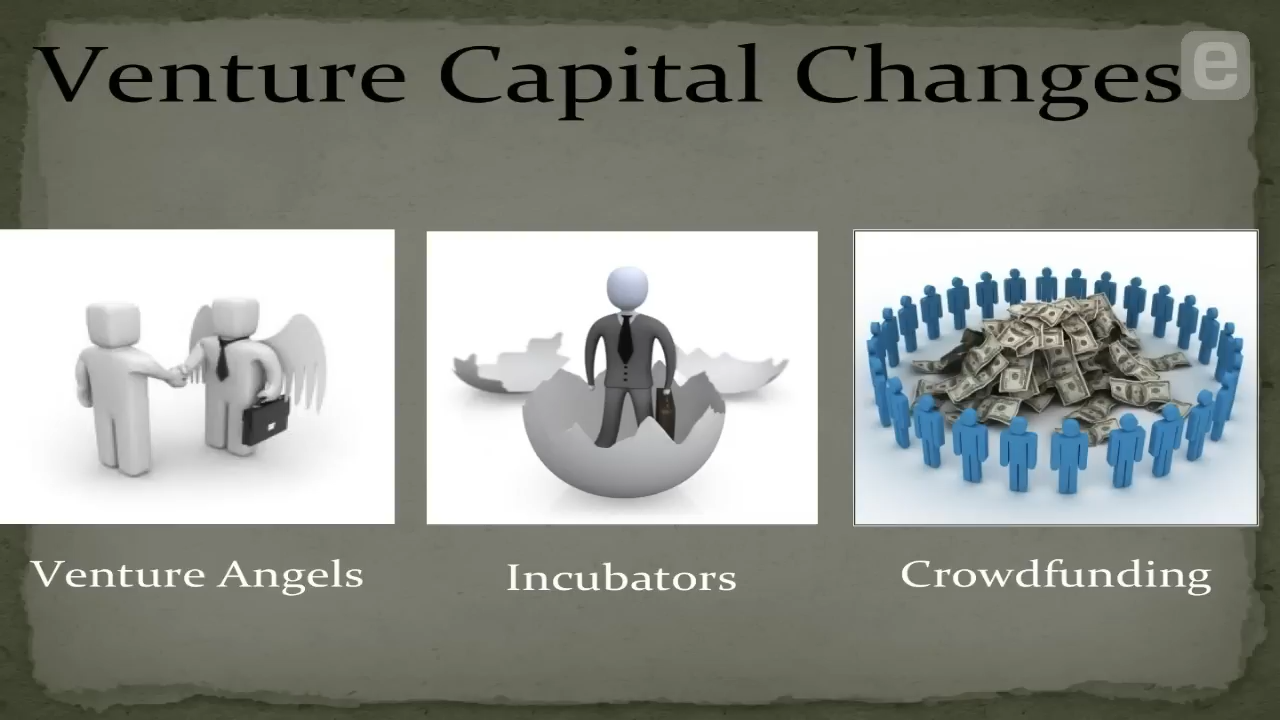 Venture Capital Changes
e
Venture Angels
Incubators
Crowdfunding